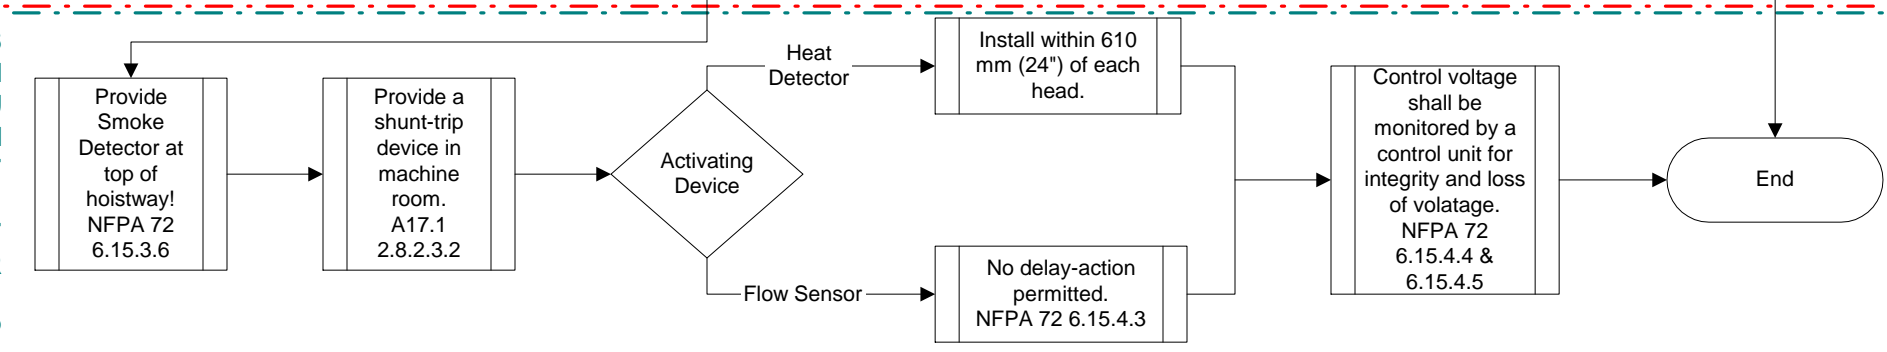 Provide
Smoke
Detector at
top of
hoistway!
NFPA 72
6.15.3.6
Provide a
shunt-trip
device in
machine
room.
A17.1
2.8.2.3.2
Activating
Device
Heat
Detector
Install within 610
mm (24") of each
head.
Flow Sensor
No delay-action
permitted.
NFPA 72 6.15.4.3
Control voltage
shall be
monitored by a
control unit for
integrity and loss
of volatage.
NFPA 72
6.15.4.4 &
6.15.4.5
End